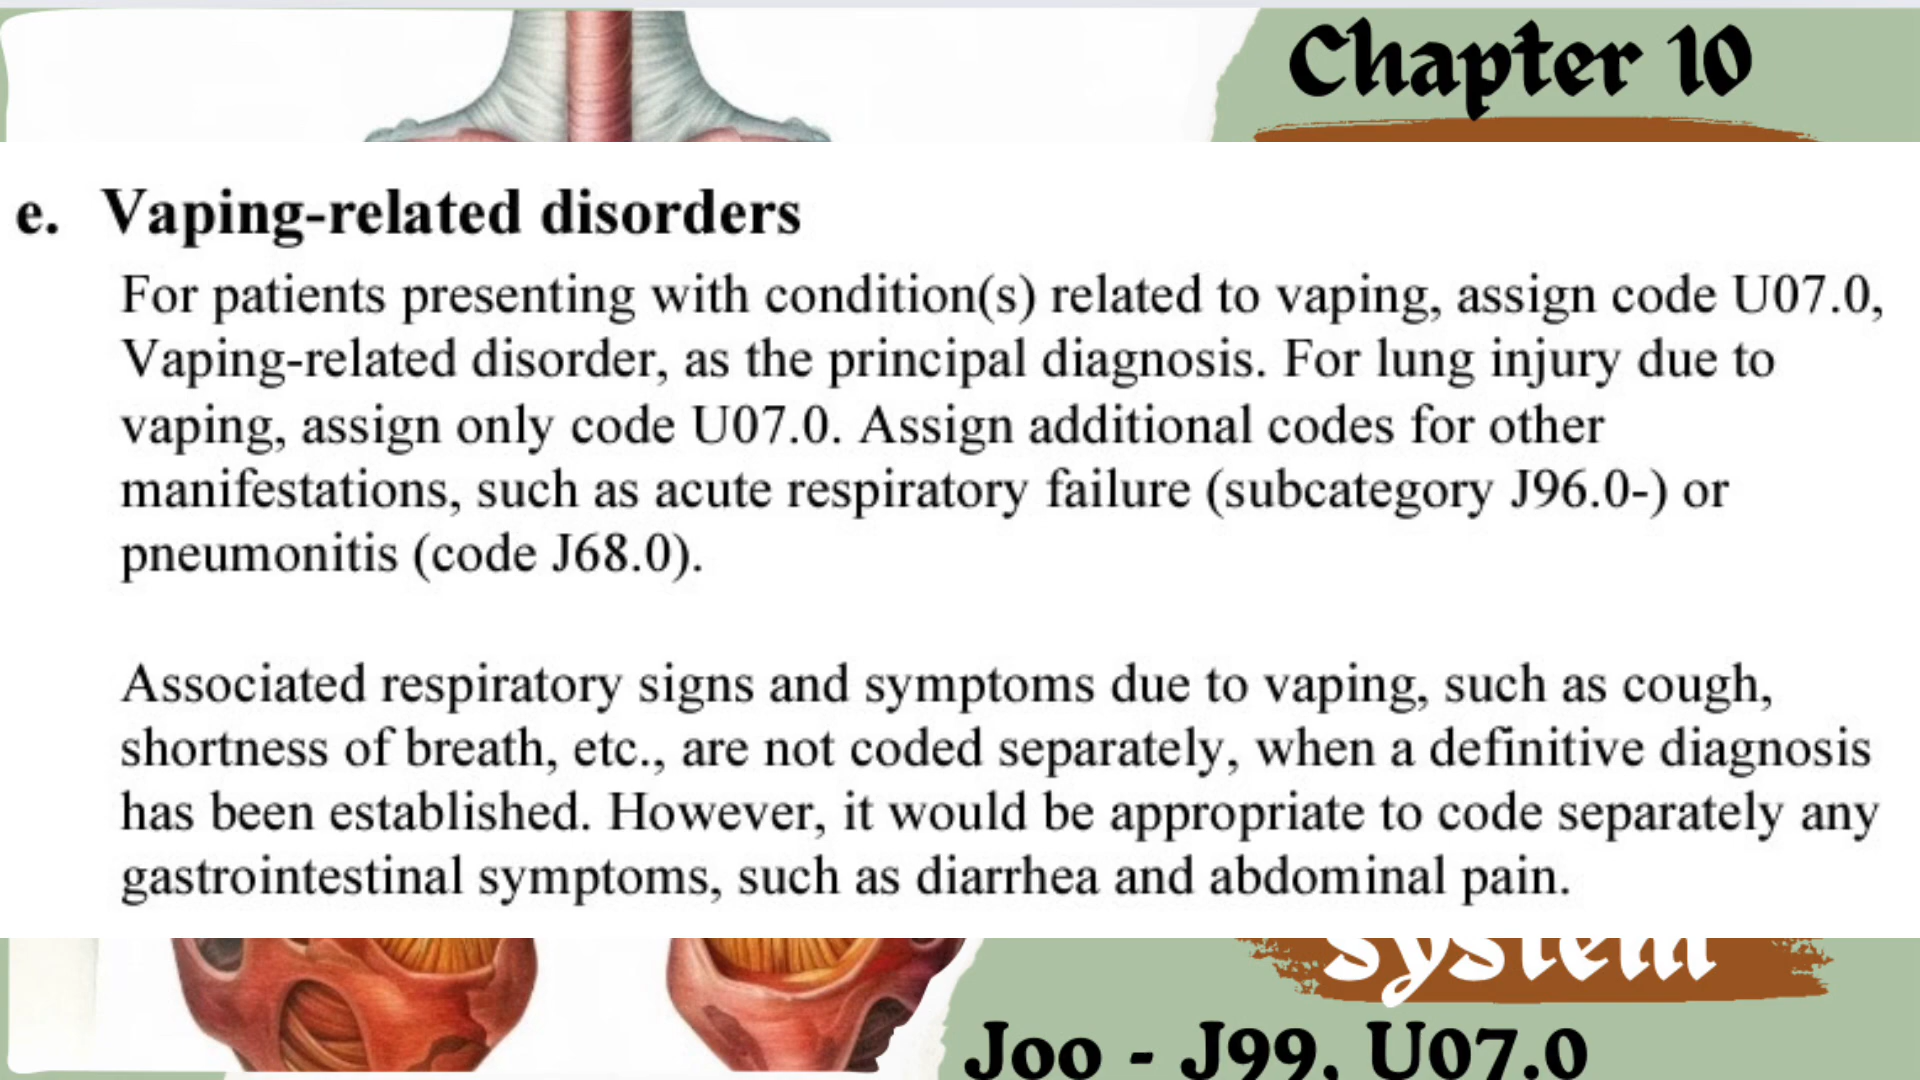 Chapter 10
e. Vaping-related disorders
For patients presenting with condition(s) related to vaping, assign code U07.0,
Vaping-related disorder, as the principal diagnosis. For lung injury due to
vaping, assign only code U07.0. Assign additional codes for other
manifestations, such as acute respiratory failure (subcategory J96.0-) or
pneumonitis (code J68.0).
Associated respiratory signs and symptoms due to vaping, such as cough,
shortness of breath, etc., are not coded separately, when a definitive diagnosis
has been established. However, it would be appropriate to code separately any
gastrointestinal symptoms, such as diarrhea and abdominal pain.
system
Joo - J99, U07.0